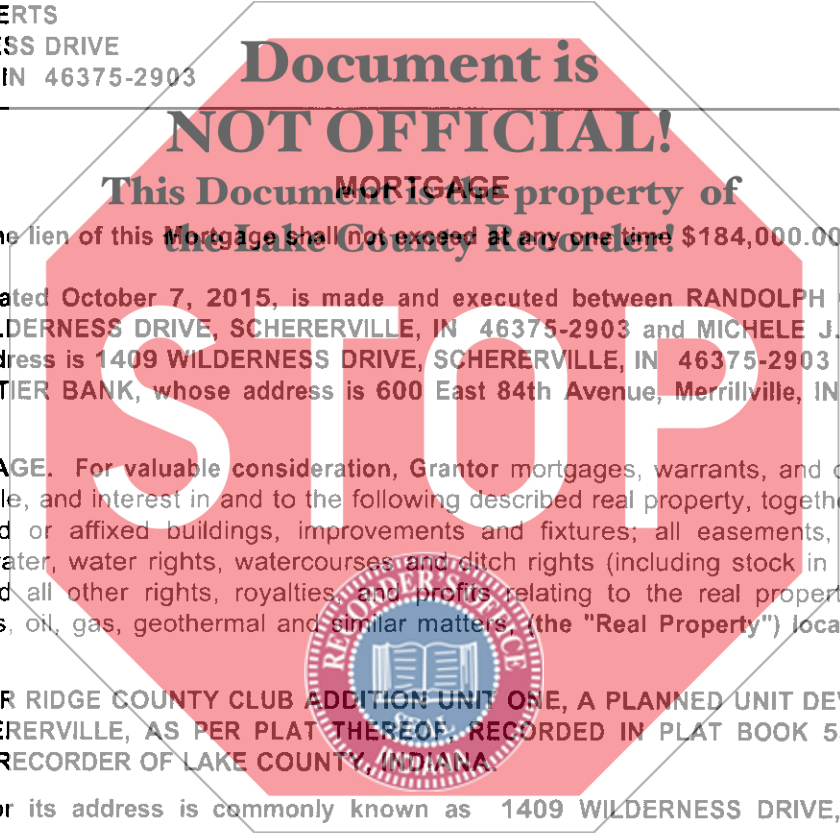 ERTS
ESS DRIVE
IN 46375-2903
Document is
NOT OFFICIAL!
MORTGAGE
This Document is the property of
the Lake County Recorder!
he lien of this Mortgage shall not exceed at any one time $184,000.00
ated October 7, 2015, is made and executed between RANDOLPH
LDERNESS DRIVE, SCHERERVILLE, IN 46375-2903 and MICHELE J.
dress is 1409 WILDERNESS DRIVE, SCHERERVILLE, IN 46375-2903
TIER BANK, whose address is 600 East 84th Avenue, Merrillville, IN
STOP
AGE. For valuable consideration, Grantor mortgages, warrants, and c
le, and interest in and to the following described real property, togethe
d or affixed buildings, improvements and fixtures; all easements,
ater, water rights, watercourses and ditch rights (including stock in
d all other rights, royalties, and profits relating to the real propert
s, oil, gas, geothermal and similar matters, (the "Real Property") loca
RECORDER'S OFFICE
SEAL
INDIANA
R RIDGE COUNTY CLUB ADDITION UNIT ONE, A PLANNED UNIT DE
ERERVILLE, AS PER PLAT THEREOF, RECORDED IN PLAT BOOK 5
RECORDER OF LAKE COUNTY, INDIANA.
or its address is commonly known as 1409 WILDERNESS DRIVE,